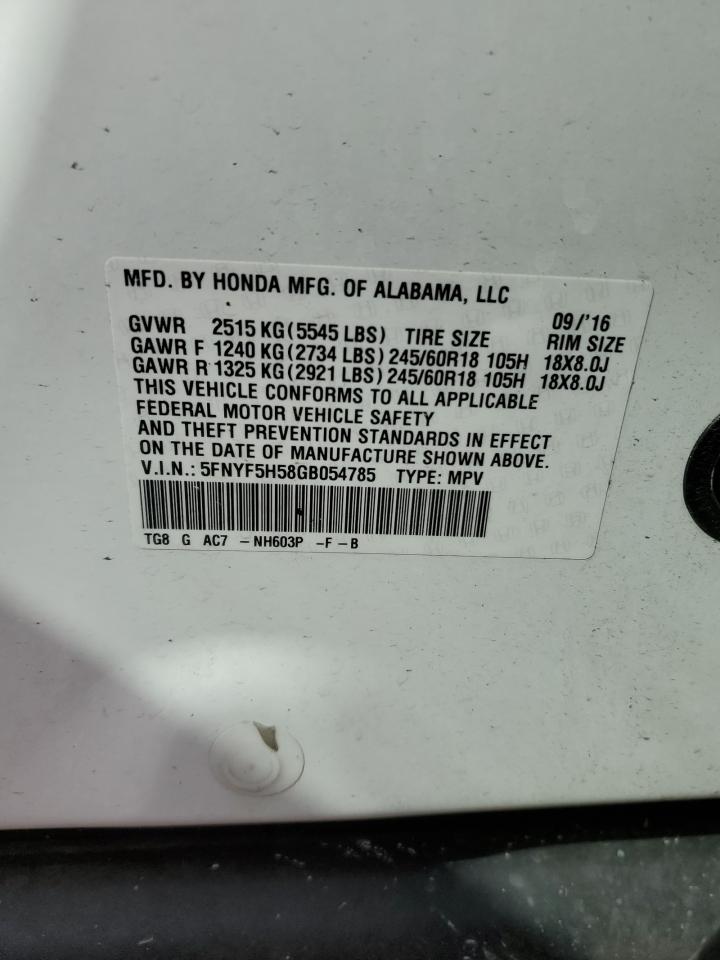 MFD. BY HONDA MFG. OF ALABAMA, LLC
09/'16
GVWR 2515 KG (5545 LBS) TIRE SIZE RIM SIZE
GAWR F 1240 KG (2734 LBS) 245/60R18 105H 18X8.0J
GAWR R 1325 KG (2921 LBS) 245/60R18 105H 18X8.0J
THIS VEHICLE CONFORMS TO ALL APPLICABLE
FEDERAL MOTOR VEHICLE SAFETY
AND THEFT PREVENTION STANDARDS IN EFFECT
ON THE DATE OF MANUFACTURE SHOWN ABOVE.
V.I.N.: 5FNYF5H58GB054785 TYPE: MPV
TG8 G AC7 -NH603P -F -B